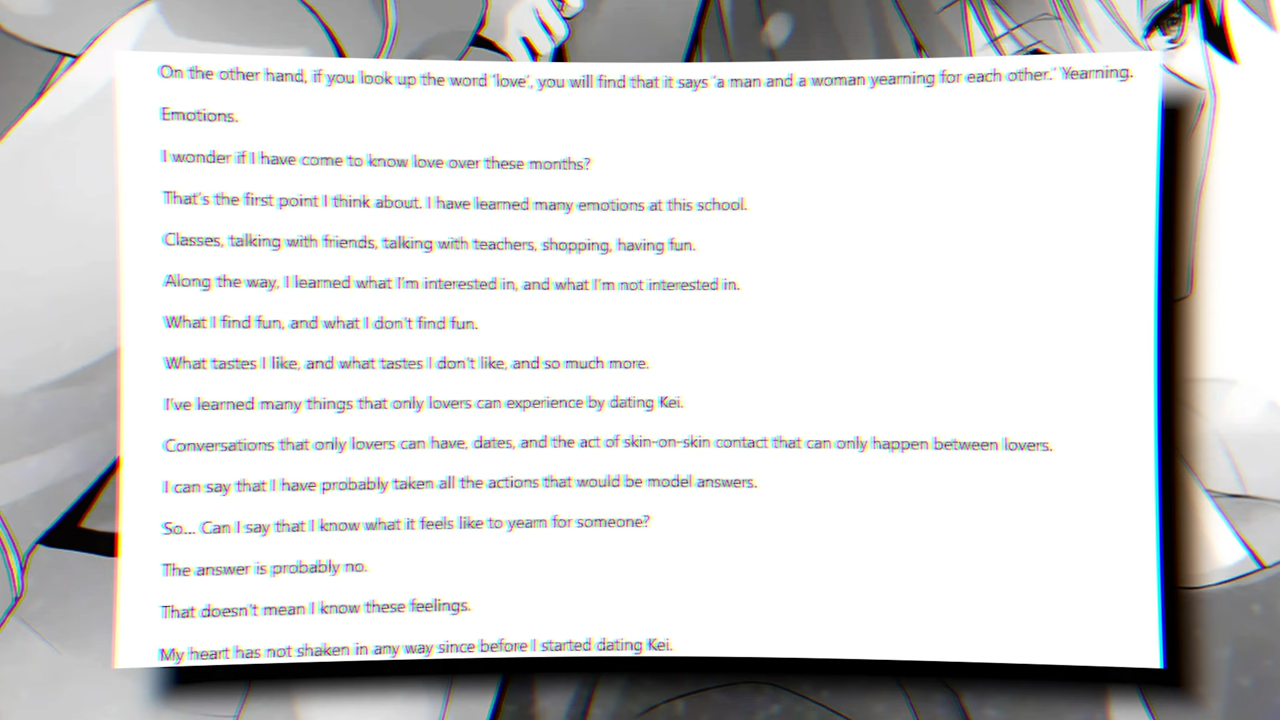 On the other hand, if you look up the word 'love', you will find that it says 'a man and a woman yearning for each other.' Yearning.
Emotions.
I wonder if I have come to know love over these months?
That's the first point I think about. I have learned many emotions at this school.
Classes, talking with friends, talking with teachers, shopping, having fun.
Along the way, I learned what I'm interested in, and what I'm not interested in.
What I find fun, and what I don't find fun.
What tastes I like, and what tastes I don't like, and so much more.
I've learned many things that only lovers can experience by dating Kei.
Conversations that only lovers can have, dates, and the act of skin-on-skin contact that can only happen between lovers.
I can say that I have probably taken all the actions that would be model answers.
So... Can I say that I know what it feels like to yearn for someone?
The answer is probably no.
That doesn't mean I know these feelings.
My heart has not shaken in any way since before I started dating Kei.